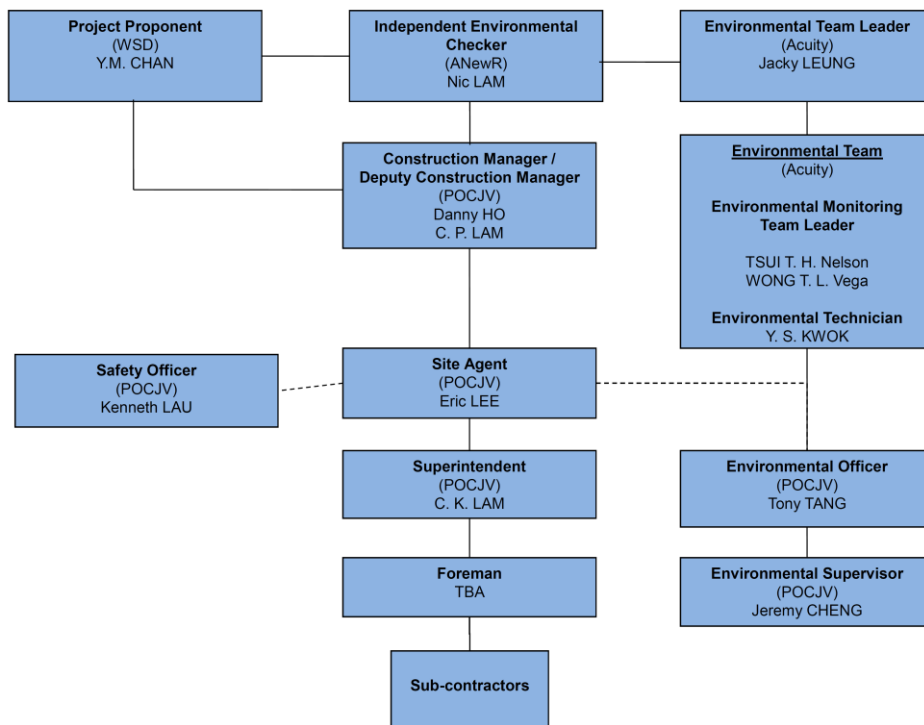 Project Proponent
(WSD)
Y.M. CHAN
Independent Environmental
Checker
(ANewR)
Nic LAM
Environmental Team Leader
(Acuity)
Jacky LEUNG
Construction Manager /
Deputy Construction Manager
(POCJV)
Danny HO
C. P. LAM
Environmental Team
(Acuity)
Environmental Monitoring
Team Leader
TSUI T. H. Nelson
WONG T. L. Vega
Environmental Technician
Y. S. KWOK
Safety Officer
(POCJV)
Kenneth LAU
Site Agent
(POCJV)
Eric LEE
Superintendent
(POCJV)
C. K. LAM
Environmental Officer
(POCJV)
Tony TANG
Foreman
TBA
Environmental Supervisor
(POCJV)
Jeremy CHENG
Sub-contractors